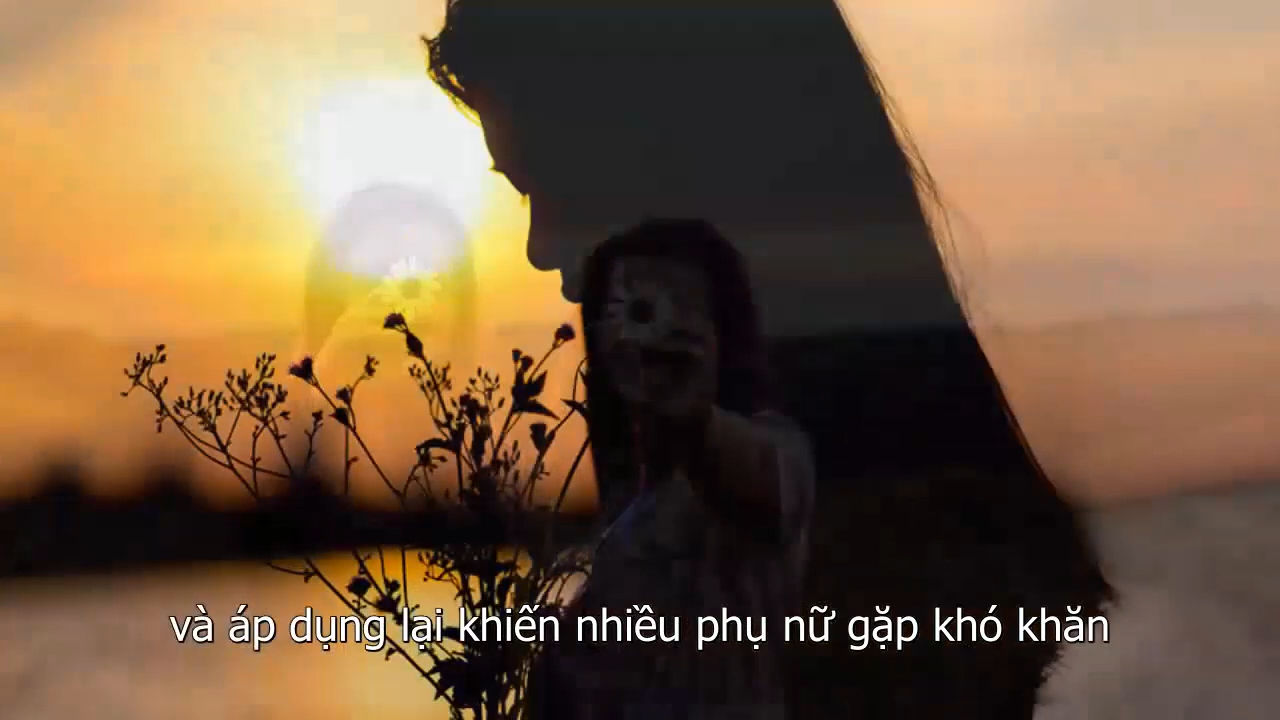 và áp dụng lại khiến nhiều phụ nữ gặp khó khăn